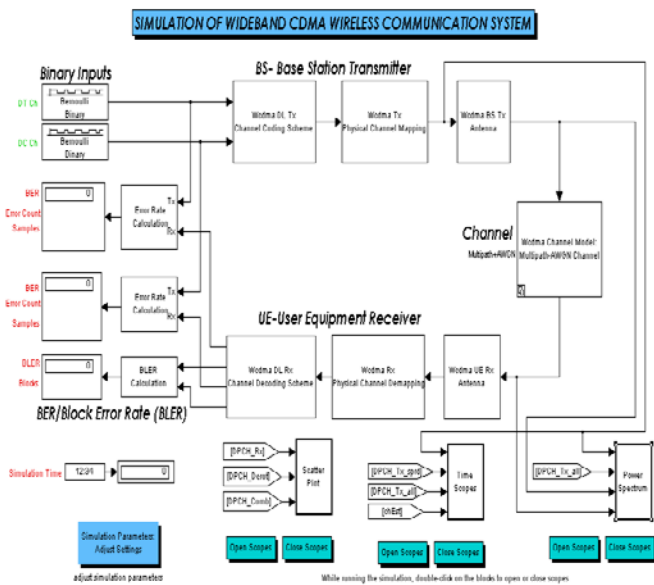 SIMULATION OF WIDEBAND CDMA WIRELESS COMMUNICATION SYSTEM
Binary Inputs
BS- Base Station Transmitter
DT Ch
Bernoulli
Binary
DC Ch
Bernoulli
Binary
Wcdma DL Tx
Channel Coding Scheme
Wcdma Tx
Physical Channel Mapping
Wcdma BS Tx
Antenna
BER
Error Count
Samples
0
Error Rate
Calculation
Tx
Rx
Channel
Multipath+AWGN
Wcdma Channel Model:
Multipath-AWGN Channel
BER
Error Count
Samples
0
Error Rate
Calculation
Tx
Rx
UE-User Equipment Receiver
BLER
Blocks
0
BLER
Calculation
Wcdma DL Rx
Channel Decoding Scheme
Wcdma Rx
Physical Channel Demapping
Wcdma UE Rx
Antenna
BER/Block Error Rate (BLER)
Simulation Time
12:34
0
[DPCH_Rx]
[DPCH_Derot]
[DPCH_Comb]
Scatter
Plot
[DPCH_Tx_sprd]
[DPCH_Tx_all]
[chEst]
Time
Scopes
[DPCH_Tx_all]
Power
Spectrum
Simulation Parameters:
Adjust Settings
Open Scopes
Close Scopes
Open Scopes
Close Scopes
Open Scopes
Close Scopes
adjust simulation parameters
While running the simulation, double-click on the blocks to open or close scopes